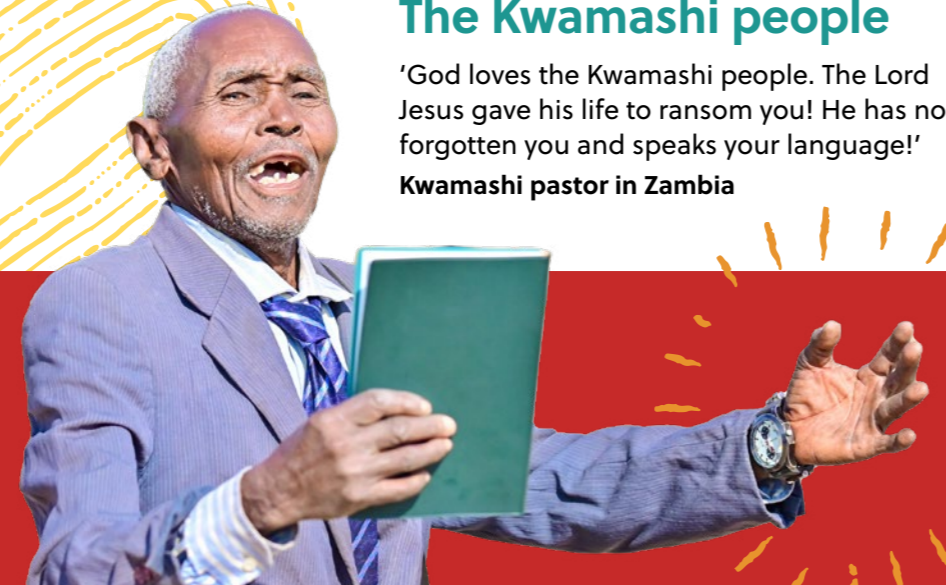 The Kwamashi people
‘God loves the Kwamashi people. The Lord
Jesus gave his life to ransom you! He has no
forgotten you and speaks your language!’
Kwamashi pastor in Zambia